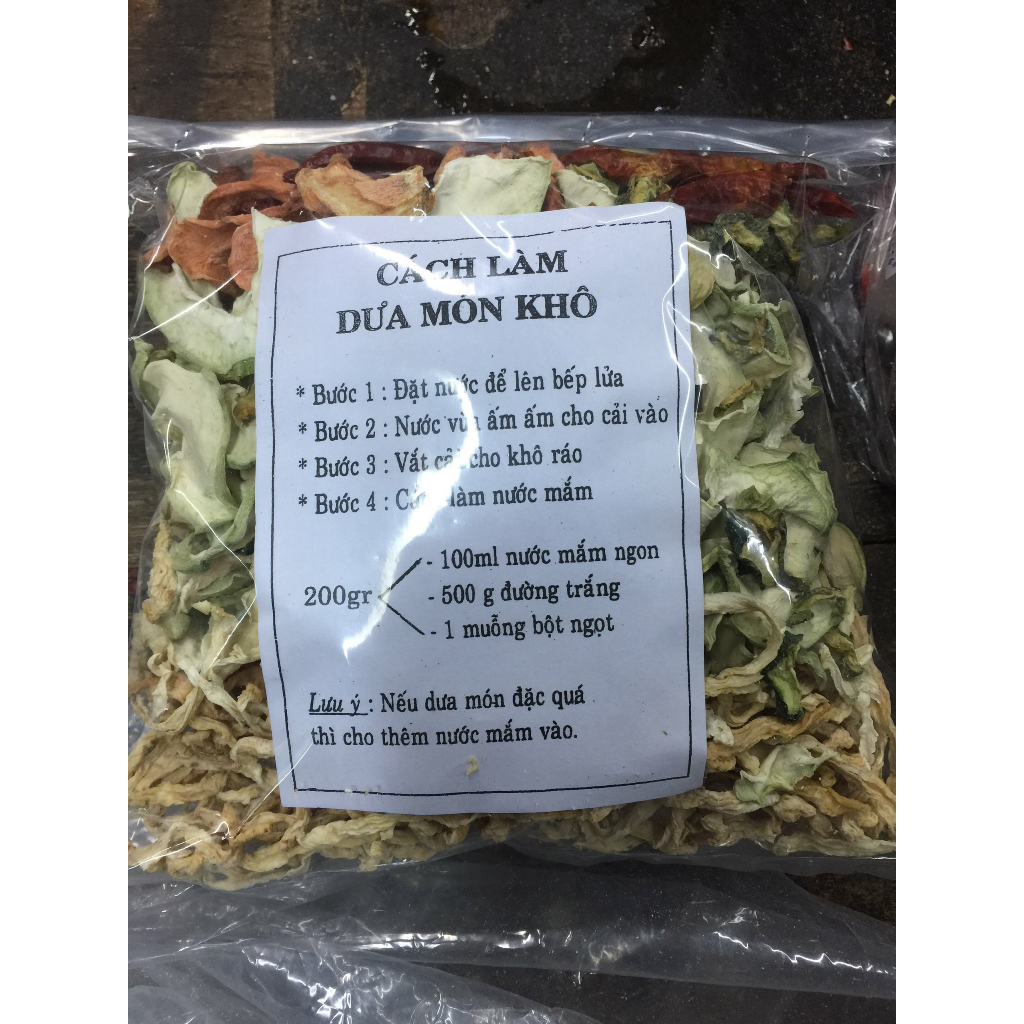 CÁCH LÀM
DƯA MÓN KHÔ
* Bước 1 : Đặt nước để lên bếp lửa
* Bước 2 : Nước vừa ấm ấm cho cải vào
* Bước 3 : Vắt cải cho khô ráo
* Bước 4 : Cách làm nước mắm
- 100ml nước mắm ngon
200gr - 500 g đường trắng
- 1 muỗng bột ngọt
Lưu ý : Nếu dưa món đặc quá
thì cho thêm nước mắm vào.